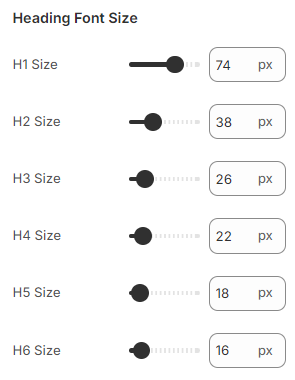 Heading Font Size
H1 Size 74 px
H2 Size 38 px
H3 Size 26 px
H4 Size 22 px
H5 Size 18 px
H6 Size 16 px